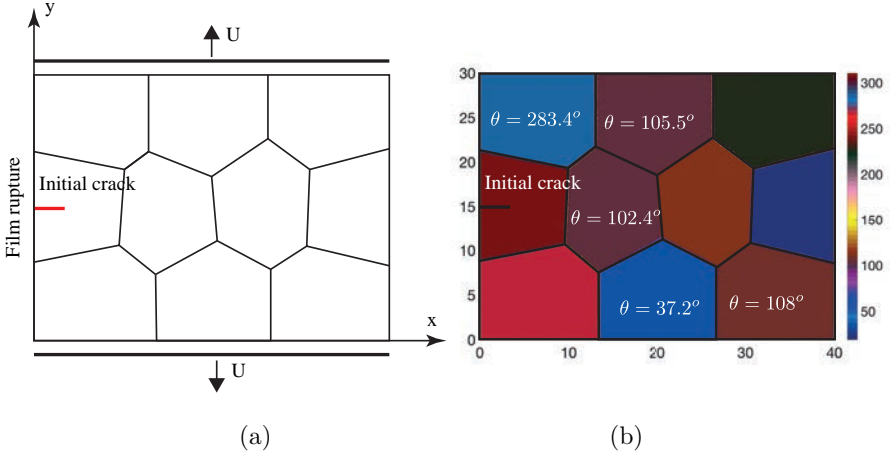 y
U
Film rupture
Initial crack
x
U
(a)
30
25
20
15
10
5
0
0
10
20
30
40
θ = 283.4°
θ = 105.5°
Initial crack
θ = 102.4°
θ = 37.2°
θ = 108°
300
250
200
150
100
50
(b)